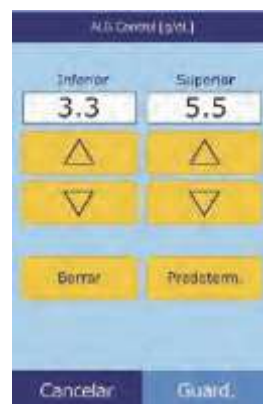 ALB Control [g/dL]
Inferior Superior
3.3 5.5
Borrar Predeterm.
Cancelar Guard.